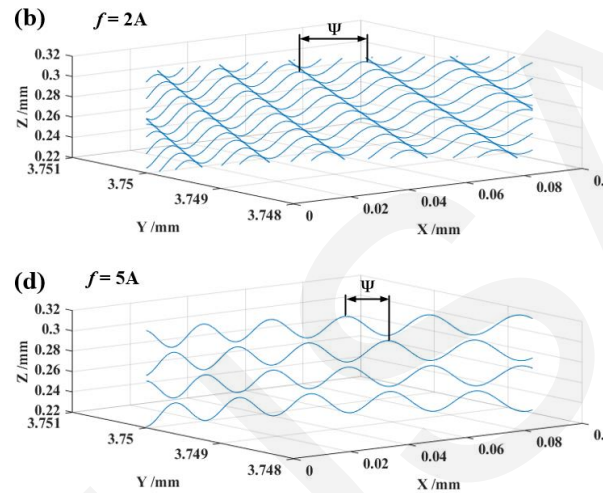 (b)
f = 2A
Ψ
0.32
0.3
0.28
0.26
0.24
0.22
Z /mm
3.751
3.75
3.749
3.748
Y /mm
0
0.02
0.04
0.06
0.08
0.
X /mm
(d)
f = 5A
Ψ
0.32
0.3
0.28
0.26
0.24
0.22
Z /mm
3.751
3.75
3.749
3.748
Y /mm
0
0.02
0.04
0.06
0.08
0.
X /mm